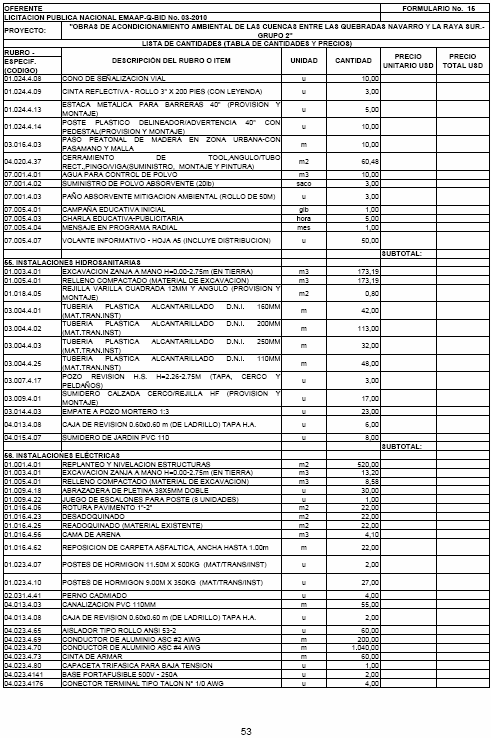 OFERENTE FORMULARIO No. 15
LICITACION PUBLICA NACIONAL EMAAP-Q-BID No. 03-2010
PROYECTO: "OBRAS DE ACONDICIONAMIENTO AMBIENTAL DE LAS CUENCAS ENTRE LAS QUEBRADAS NAVARRO Y LA RAYA SUR.-
GRUPO 2"
LISTA DE CANTIDADES (TABLA DE CANTIDADES Y PRECIOS)
RUBRO - ESPECIF. (CODIGO) DESCRIPCIÓN DEL RUBRO O ITEM UNIDAD CANTIDAD PRECIO UNITARIO USD PRECIO TOTAL USD
01.024.4.08 CONO DE SEÑALIZACION VIAL u 10,00
01.024.4.09 CINTA REFLECTIVA - ROLLO 3" X 200 PIES (CON LEYENDA) u 3,00
01.024.4.13 ESTACA METALICA PARA BARRERAS 40" (PROVISION Y
MONTAJE) u 5,00
01.024.4.14 POSTE PLASTICO DELINEADOR/ADVERTENCIA 40" CON
PEDESTAL(PROVISION Y MONTAJE) u 10,00
03.016.4.03 PASO PEATONAL DE MADERA EN ZONA URBANA-CON
PASAMANO Y MALLA m 10,00
04.020.4.37 CERRAMIENTO DE TOOL,ANGULO/TUBO
RECT.,PINGO/VIGA/SUMINISTRO, MONTAJE Y PINTURA) m2 60,48
07.001.4.01 AGUA PARA CONTROL DE POLVO m3 10,00
07.001.4.02 SUMINISTRO DE POLVO ABSORVENTE (20lb) saco 3,00
07.001.4.03 PAÑO ABSORVENTE MITIGACION AMBIENTAL (ROLLO DE 50M) u 3,00
07.005.4.01 CAMPAÑA EDUCATIVA INICIAL glb 1,00
07.005.4.03 CHARLA EDUCATIVA-PUBLICITARIA hora 5,00
07.005.4.04 MENSAJE EN PROGRAMA RADIAL mes 1,00
07.005.4.07 VOLANTE INFORMATIVO - HOJA A5 (INCLUYE DISTRIBUCION) u 50,00
SUBTOTAL:
55. INSTALACIONES HIDROSANITARIAS
01.003.4.01 EXCAVACION ZANJA A MANO H=0.00-2.75m (EN TIERRA) m3 173,19
01.005.4.01 RELLENO COMPACTADO (MATERIAL DE EXCAVACION) m3 173,19
01.018.4.05 REJILLA VARILLA CUADRADA 12MM Y ANGULO (PROVISION Y
MONTAJE) m2 0,60
03.004.4.01 TUBERIA PLASTICA ALCANTARILLADO D.N.I. 160MM
(MAT.TRAN.INST) m 42,00
03.004.4.02 TUBERIA PLASTICA ALCANTARILLADO D.N.I. 200MM
(MAT.TRAN.INST) m 113,00
03.004.4.03 TUBERIA PLASTICA ALCANTARILLADO D.N.I. 250MM
(MAT.TRAN.INST) m 32,00
03.004.4.25 TUBERIA PLASTICA ALCANTARILLADO D.N.I. 110MM
(MAT.TRAN.INST) m 48,00
03.007.4.17 POZO REVISION H.S. H=2.26-2.75M (TAPA, CERCO Y
PELDAÑOS) u 3,00
03.009.4.01 SUMIDERO CALZADA CERCO/REJILLA HF (PROVISION Y
MONTAJE) u 17,00
03.014.4.03 EMPATE A POZO MORTERO 1:3 u 23,00
04.013.4.08 CAJA DE REVISION 0.60x0.60 m (DE LADRILLO) TAPA H.A. u 6,00
04.015.4.07 SUMIDERO DE JARDIN PVC 110 u 8,00
SUBTOTAL:
56. INSTALACIONES ELÉCTRICAS
01.001.4.01 REPLANTEO Y NIVELACION ESTRUCTURAS m2 520,00
01.003.4.01 EXCAVACION ZANJA A MANO H=0.00-2.75m (EN TIERRA) m3 13,20
01.005.4.01 RELLENO COMPACTADO (MATERIAL DE EXCAVACION) m3 8,58
01.009.4.18 ABRAZADERA DE PLETINA 38X5MM DOBLE u 30,00
01.009.4.22 JUEGO DE ESCALONES PARA POSTE (8 UNIDADES) u 1,00
01.016.4.06 ROTURA PAVIMENTO 1"-2" m2 22,00
01.016.4.23 DESADOQUINADO m2 22,00
01.016.4.25 READOQUINADO (MATERIAL EXISTENTE) m2 22,00
01.016.4.56 CAMA DE ARENA m3 4,10
01.016.4.62 REPOSICION DE CARPETA ASFALTICA, ANCHA HASTA 1.00m m 22,00
01.023.4.07 POSTES DE HORMIGON 11.50M X 500KG (MAT/TRANS/INST) u 2,00
01.023.4.10 POSTES DE HORMIGON 9.00M X 350KG (MAT/TRANS/INST) u 27,00
02.031.4.41 PERNO CADMIADO u 4,00
04.013.4.03 CANALIZACION PVC 110MM m 55,00
04.013.4.08 CAJA DE REVISION 0.60x0.60 m (DE LADRILLO) TAPA H.A. u 2,00
04.023.4.65 AISLADOR TIPO ROLLO ANSI 53-2 u 60,00
04.023.4.69 CONDUCTOR DE ALUMINIO ASC #2 AWG m 200,00
04.023.4.70 CONDUCTOR DE ALUMINIO ASC #4 AWG m 1.040,00
04.023.4.73 CINTA DE ARMAR m 60,00
04.023.4.80 CAPACETA TRIFASICA PARA BAJA TENSION u 1,00
04.023.4141 BASE PORTAFUSIBLE 500V - 250A u 2,00
04.023.4176 CONECTOR TERMINAL TIPO TALON N° 1/0 AWG u 4,00
53